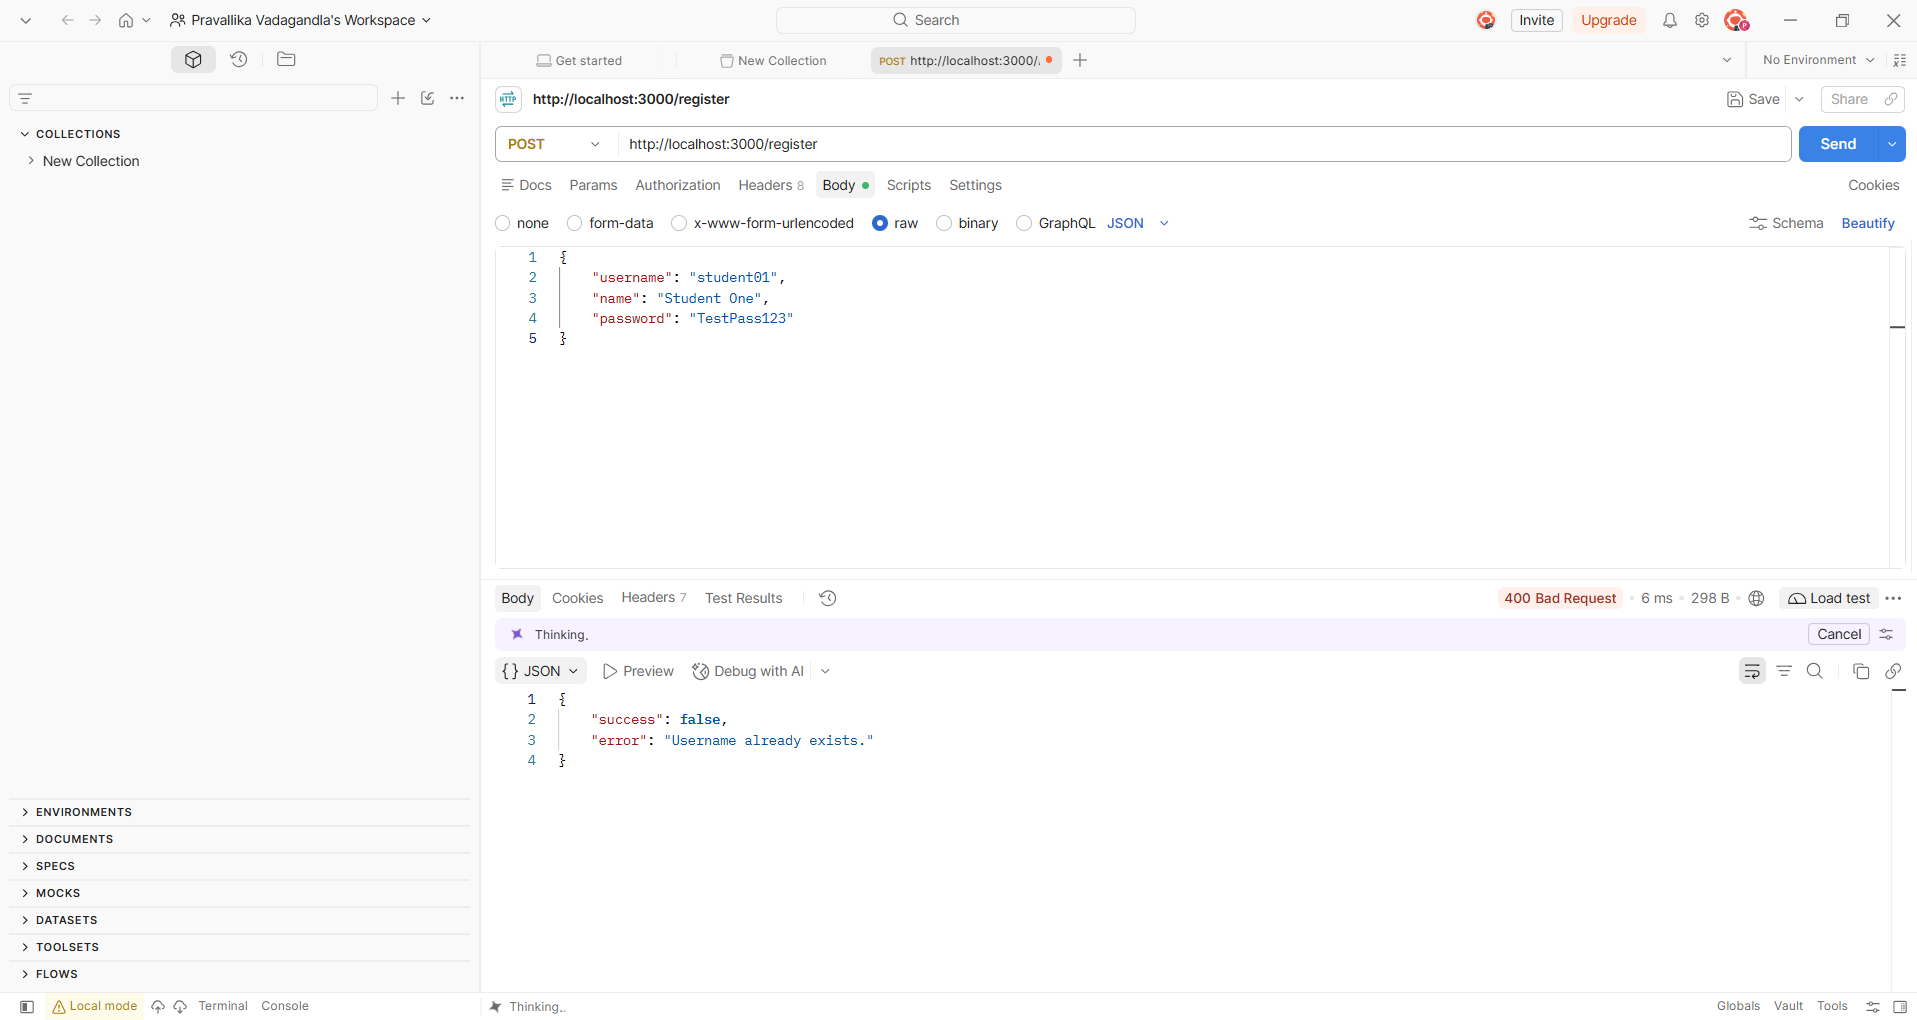 Pravallika Vadagandla's Workspace
Search
Invite
Upgrade
P
Get started
New Collection
POST http://localhost:3000/.
No Environment
COLLECTIONS
New Collection
HTTP http://localhost:3000/register
Save
Share
POST
http://localhost:3000/register
Send
Docs
Params
Authorization
Headers 8
Body
Scripts
Settings
Cookies
none
form-data
x-www-form-urlencoded
raw
binary
GraphQL
JSON
Schema
Beautify
1 {
2 "username": "student01",
3 "name": "Student One",
4 "password": "TestPass123"
5 }
Body
Cookies
Headers 7
Test Results
400 Bad Request
6 ms
298 B
Load test
Thinking.
Cancel
{} JSON
Preview
Debug with AI
1 {
2 "success": false,
3 "error": "Username already exists."
4 }
ENVIRONMENTS
DOCUMENTS
SPECS
MOCKS
DATASETS
TOOLSETS
FLOWS
Local mode
Terminal
Console
Thinking..
Globals
Vault
Tools